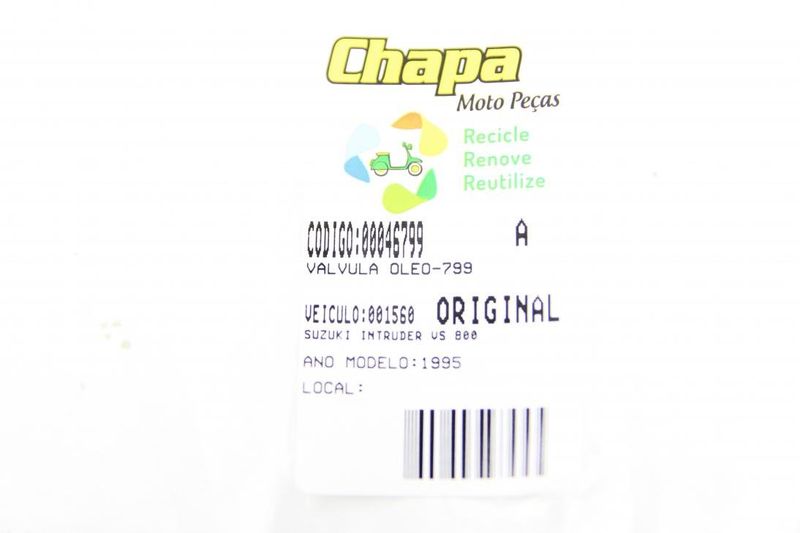 Chapa
Moto Peças
Recicle
Renove
Reutilize
CODIGO:00046799 A
VALVULA OLEO-799
VEICULO:001560 ORIGINAL
SUZUKI INTRUDER VS 800
ANO MODELO:1995
LOCAL: